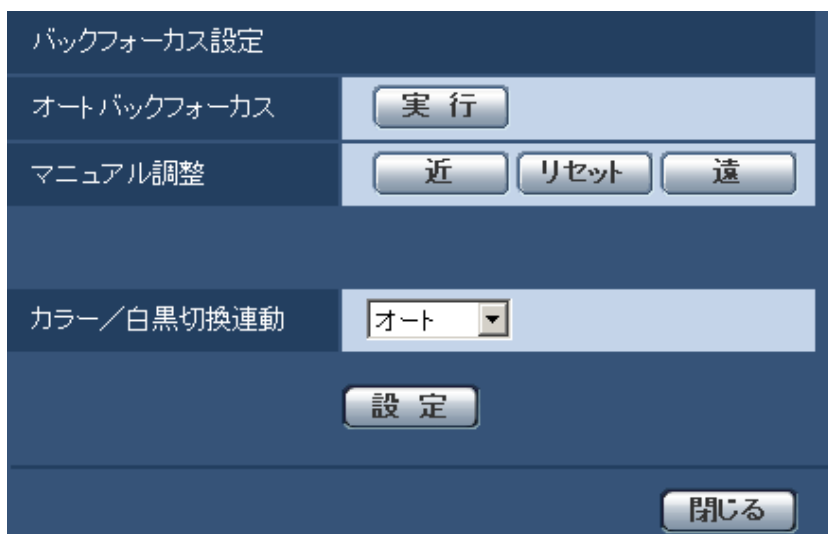 バックフォーカス設定
オートバックフォーカス 実 行
マニュアル調整 近 リセット 遠
カラー／白黒切換連動 オート
設 定
閉じる